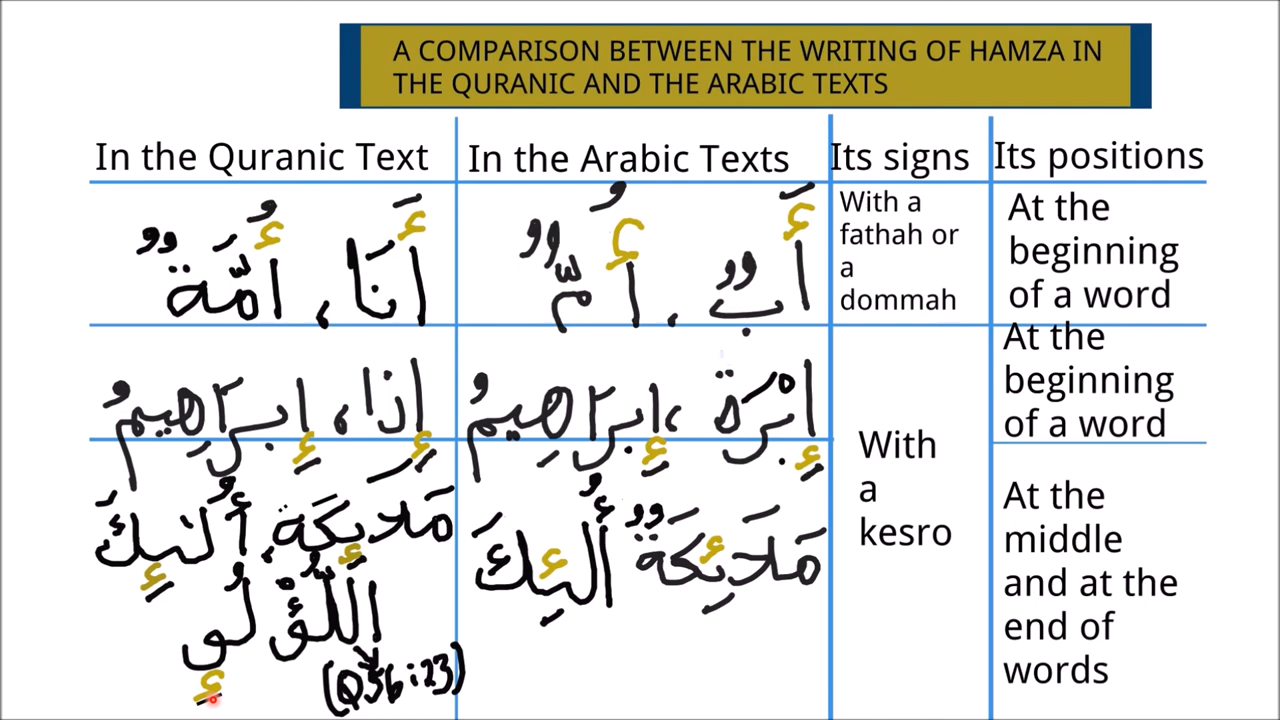 A COMPARISON BETWEEN THE WRITING OF HAMZA IN
THE QURANIC AND THE ARABIC TEXTS
In the Quranic Text
In the Arabic Texts
Its signs
Its positions
أَنَا، أُمَّةٌ
أَبٌ، أُمٌّ
With a
fathah or
a
dommah
At the
beginning
of a word
إِذَا، إِبرَاهِيمُ
إِبْرَةٌ، إِبرَاهِيمُ
With
a
kesro
At the
beginning
of a word
مَلَائِكَةِ، أُلَئِكَ
مَلَائِكَةٌ أُلَئِكَ
At the
middle
and at the
end of
words
اللُّؤْلُوِٕ
(Q56:23)